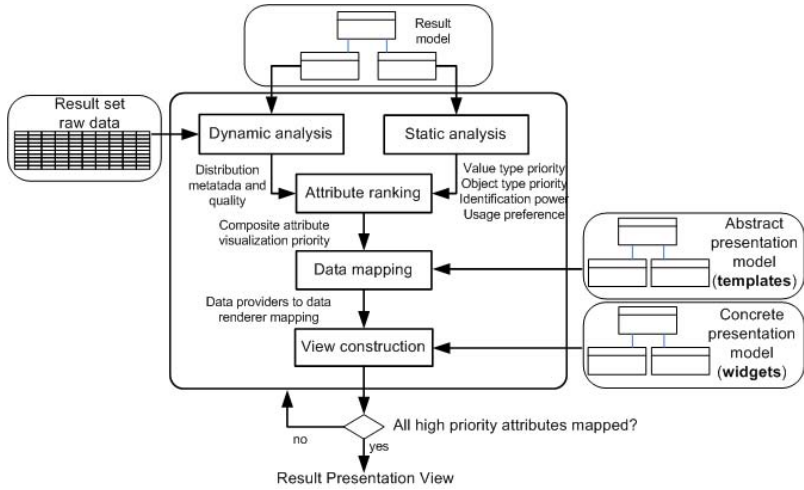 Result
model
Result set
raw data
Dynamic analysis
Static analysis
Distribution
metatada and
quality
Value type priority
Object type priority
Identification power
Usage preference
Attribute ranking
Composite attribute
visualization priority
Abstract
presentation
model
(templates)
Data mapping
Data providers to data
renderer mapping
Concrete
presentation
model
(widgets)
View construction
All high priority attributes mapped?
no
yes
Result Presentation View